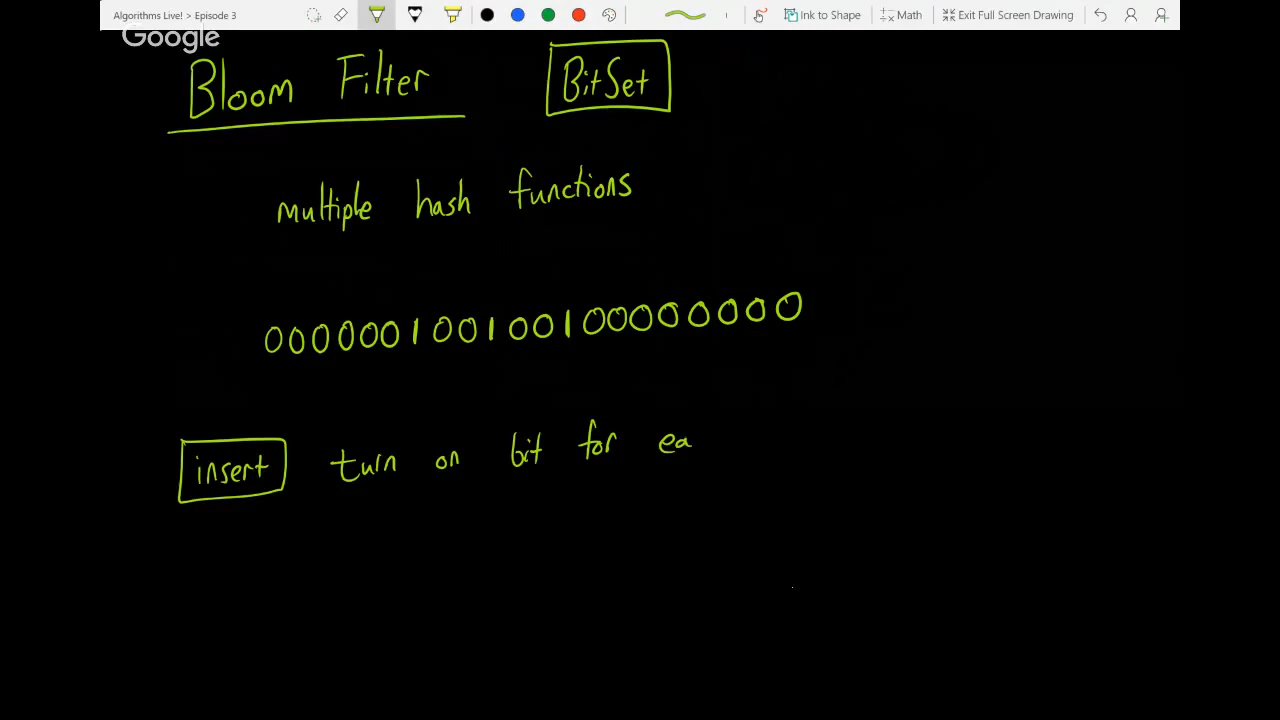 Algorithms Live! > Episode 3 Ink to Shape Math Exit Full Screen Drawing
Google
Bloom Filter BitSet
multiple hash functions
000000100100100000000
insert turn on bit for ea